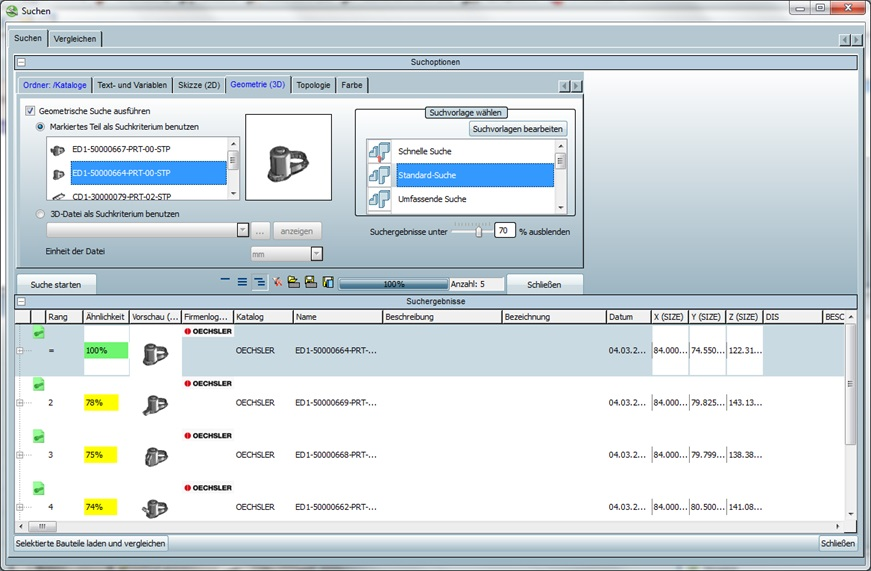 Suchen
Suchen Vergleichen
Suchoptionen
Ordner: /Kataloge Text- und Variablen Skizze (2D) Geometrie (3D) Topologie Farbe
Geometrische Suche ausführen
Markiertes Teil als Suchkriterium benutzen
ED1-50000667-PRT-00-STP
ED1-50000664-PRT-00-STP
CD1-30000079-PRT-02-STP
3D-Datei als Suchkriterium benutzen
... anzeigen
Einheit der Datei mm
Suchvorlage wählen
Suchvorlagen bearbeiten
Schnelle Suche
Standard-Suche
Umfassende Suche
Suchergebnisse unter 70 % ausblenden
Suche starten 100% Anzahl: 5 Schließen
Suchergebnisse
Rang Ähnlichkeit Vorschau (... Firmenlog... Katalog Name Beschreibung Bezeichnung Datum X (SIZE) Y (SIZE) Z (SIZE) DIS BESC
OECHSLER
= 100% OECHSLER ED1-50000664-PRT-... 04.03.2... 84.000... 74.550... 122.31...
OECHSLER
2 78% OECHSLER ED1-50000669-PRT-... 04.03.2... 84.000... 79.825... 143.13...
OECHSLER
3 75% OECHSLER ED1-50000668-PRT-... 04.03.2... 84.000... 79.799... 138.38...
OECHSLER
4 74% OECHSLER ED1-50000662-PRT-... 04.03.2... 84.000... 80.500... 141.08...
Selektierte Bauteile laden und vergleichen Schließen